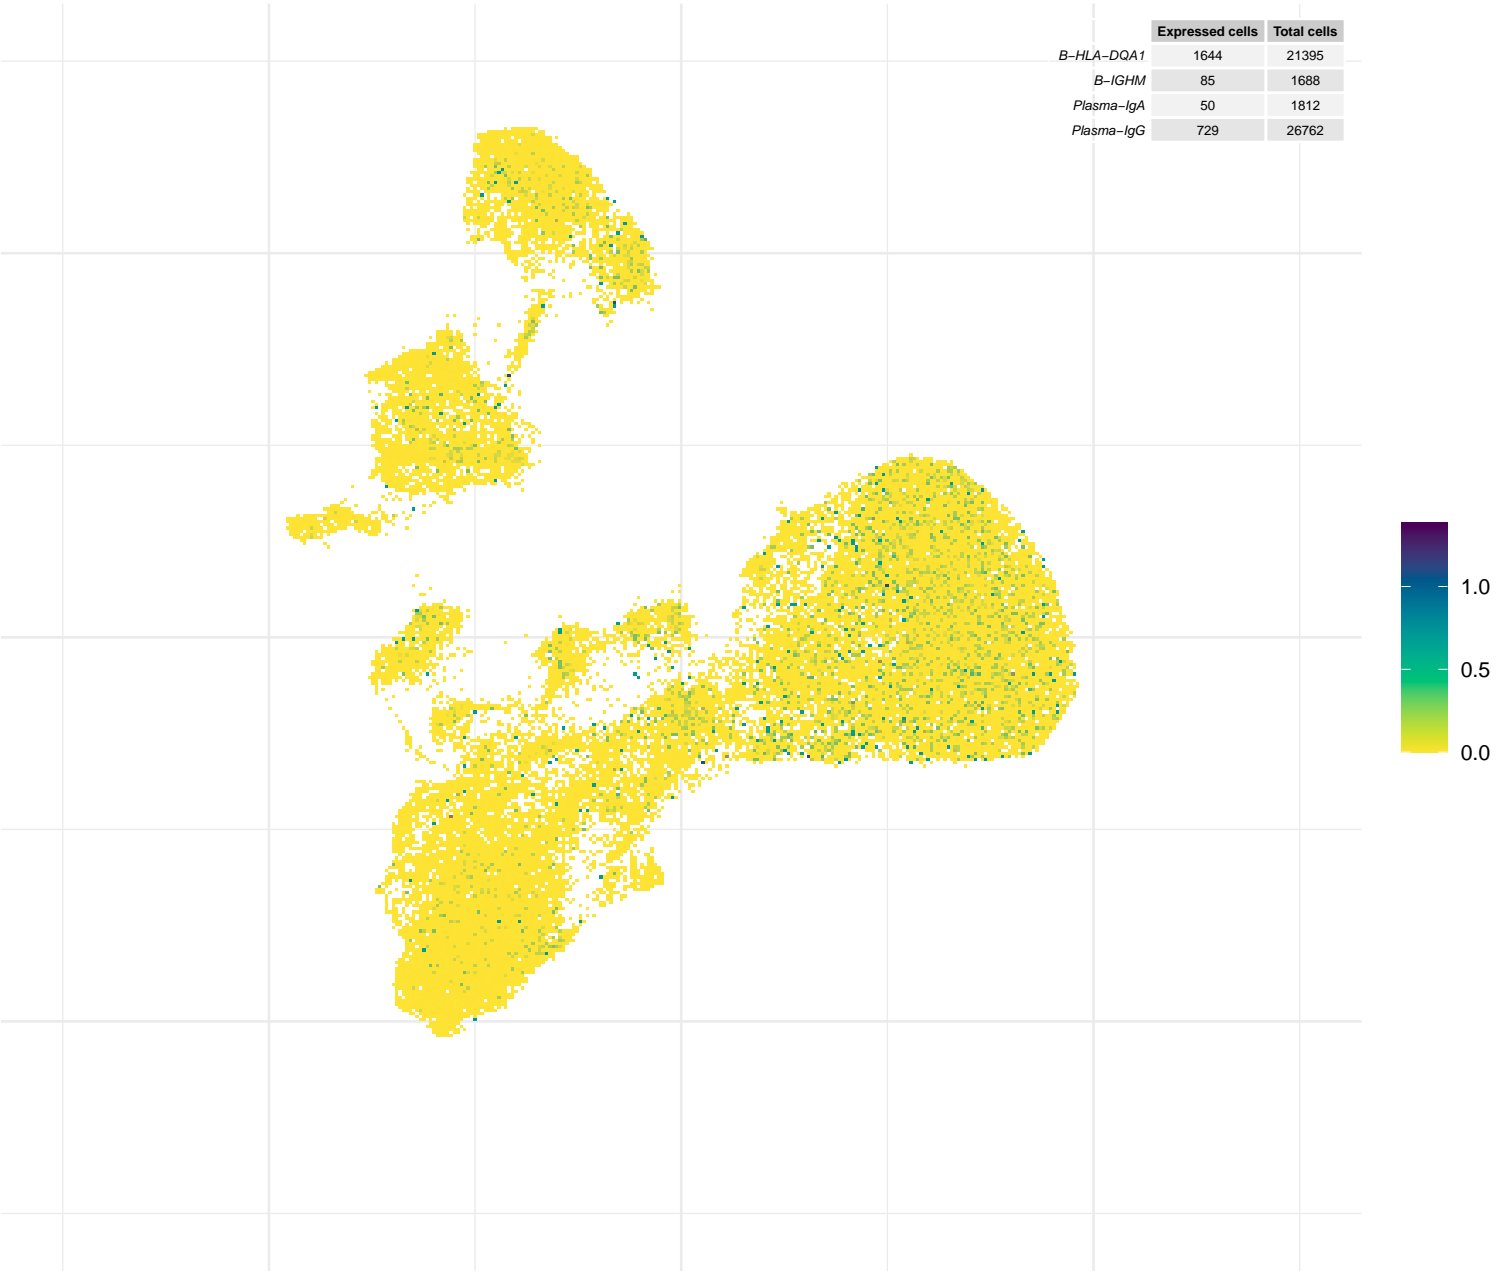 Expressed cells Total cells
B−HLA−DQA1 1644 21395
B−IGHM 85 1688
Plasma−IgA 50 1812
Plasma−IgG 729 26762
1.0
0.5
0.0